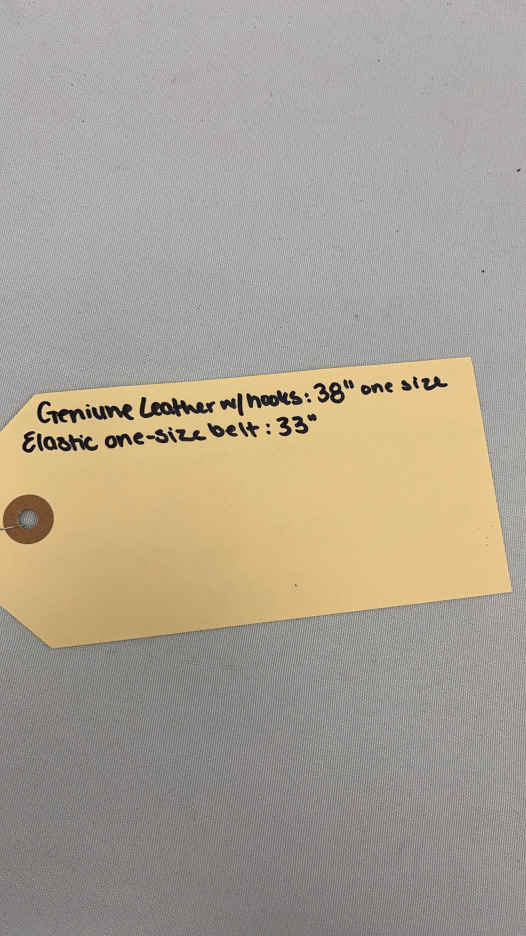 Geniune Leather w/hooks: 38" one size
Elastic one-size belt: 33"